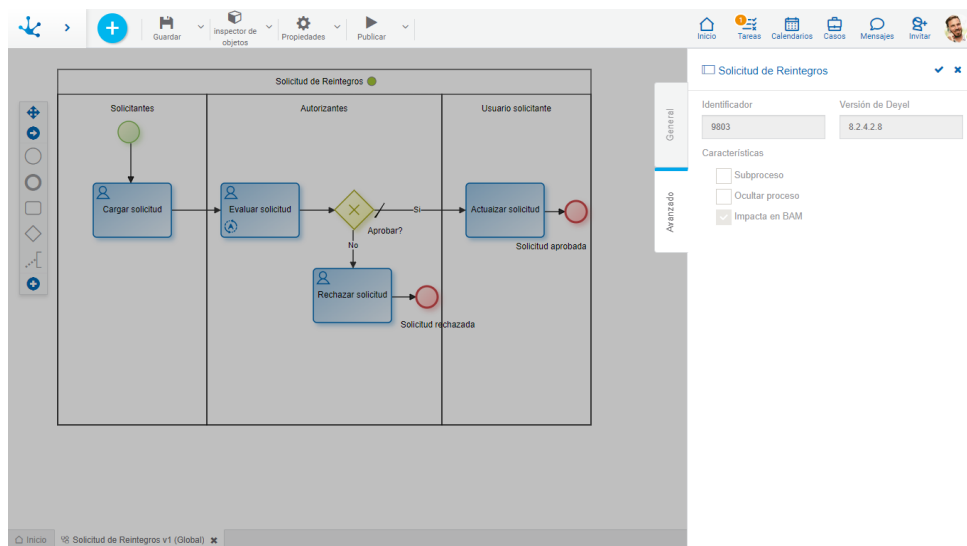 Guardar
inspector de
objetos
Propiedades
Publicar
Inicio
1
Tareas
Calendarios
Casos
Mensajes
Invitar
Solicitud de Reintegros
Solicitantes
Autorizantes
Usuario solicitante
Cargar solicitud
Evaluar solicitud
Si
Actuaizar solicitud
Aprobar?
No
Solicitud aprobada
Rechazar solicitud
Solicitud rechazada
General
Avanzado
Solicitud de Reintegros
Identificador
Versión de Deyel
9803
8.2.4.2.8
Características
Subproceso
Ocultar proceso
Impacta en BAM
Inicio
Solicitud de Reintegros v1 (Global)